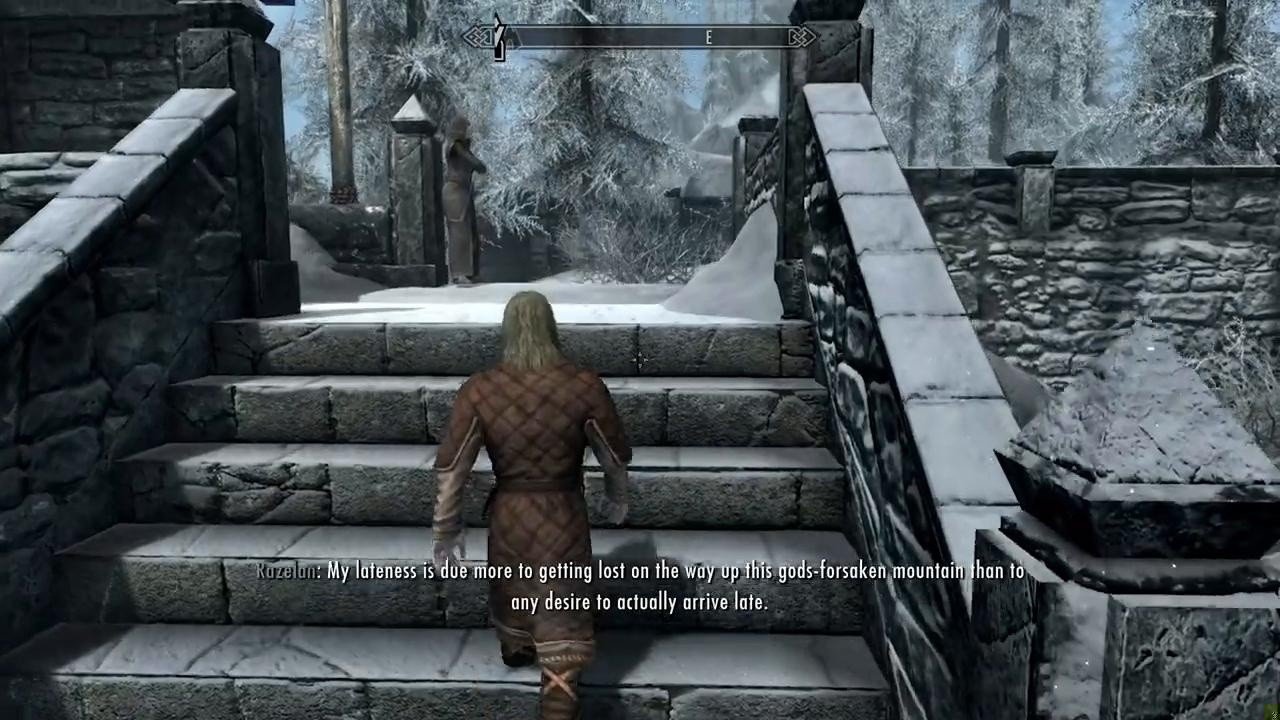 E
Razelan: My lateness is due more to getting lost on the way up this gods-forsaken mountain than to
any desire to actually arrive late.